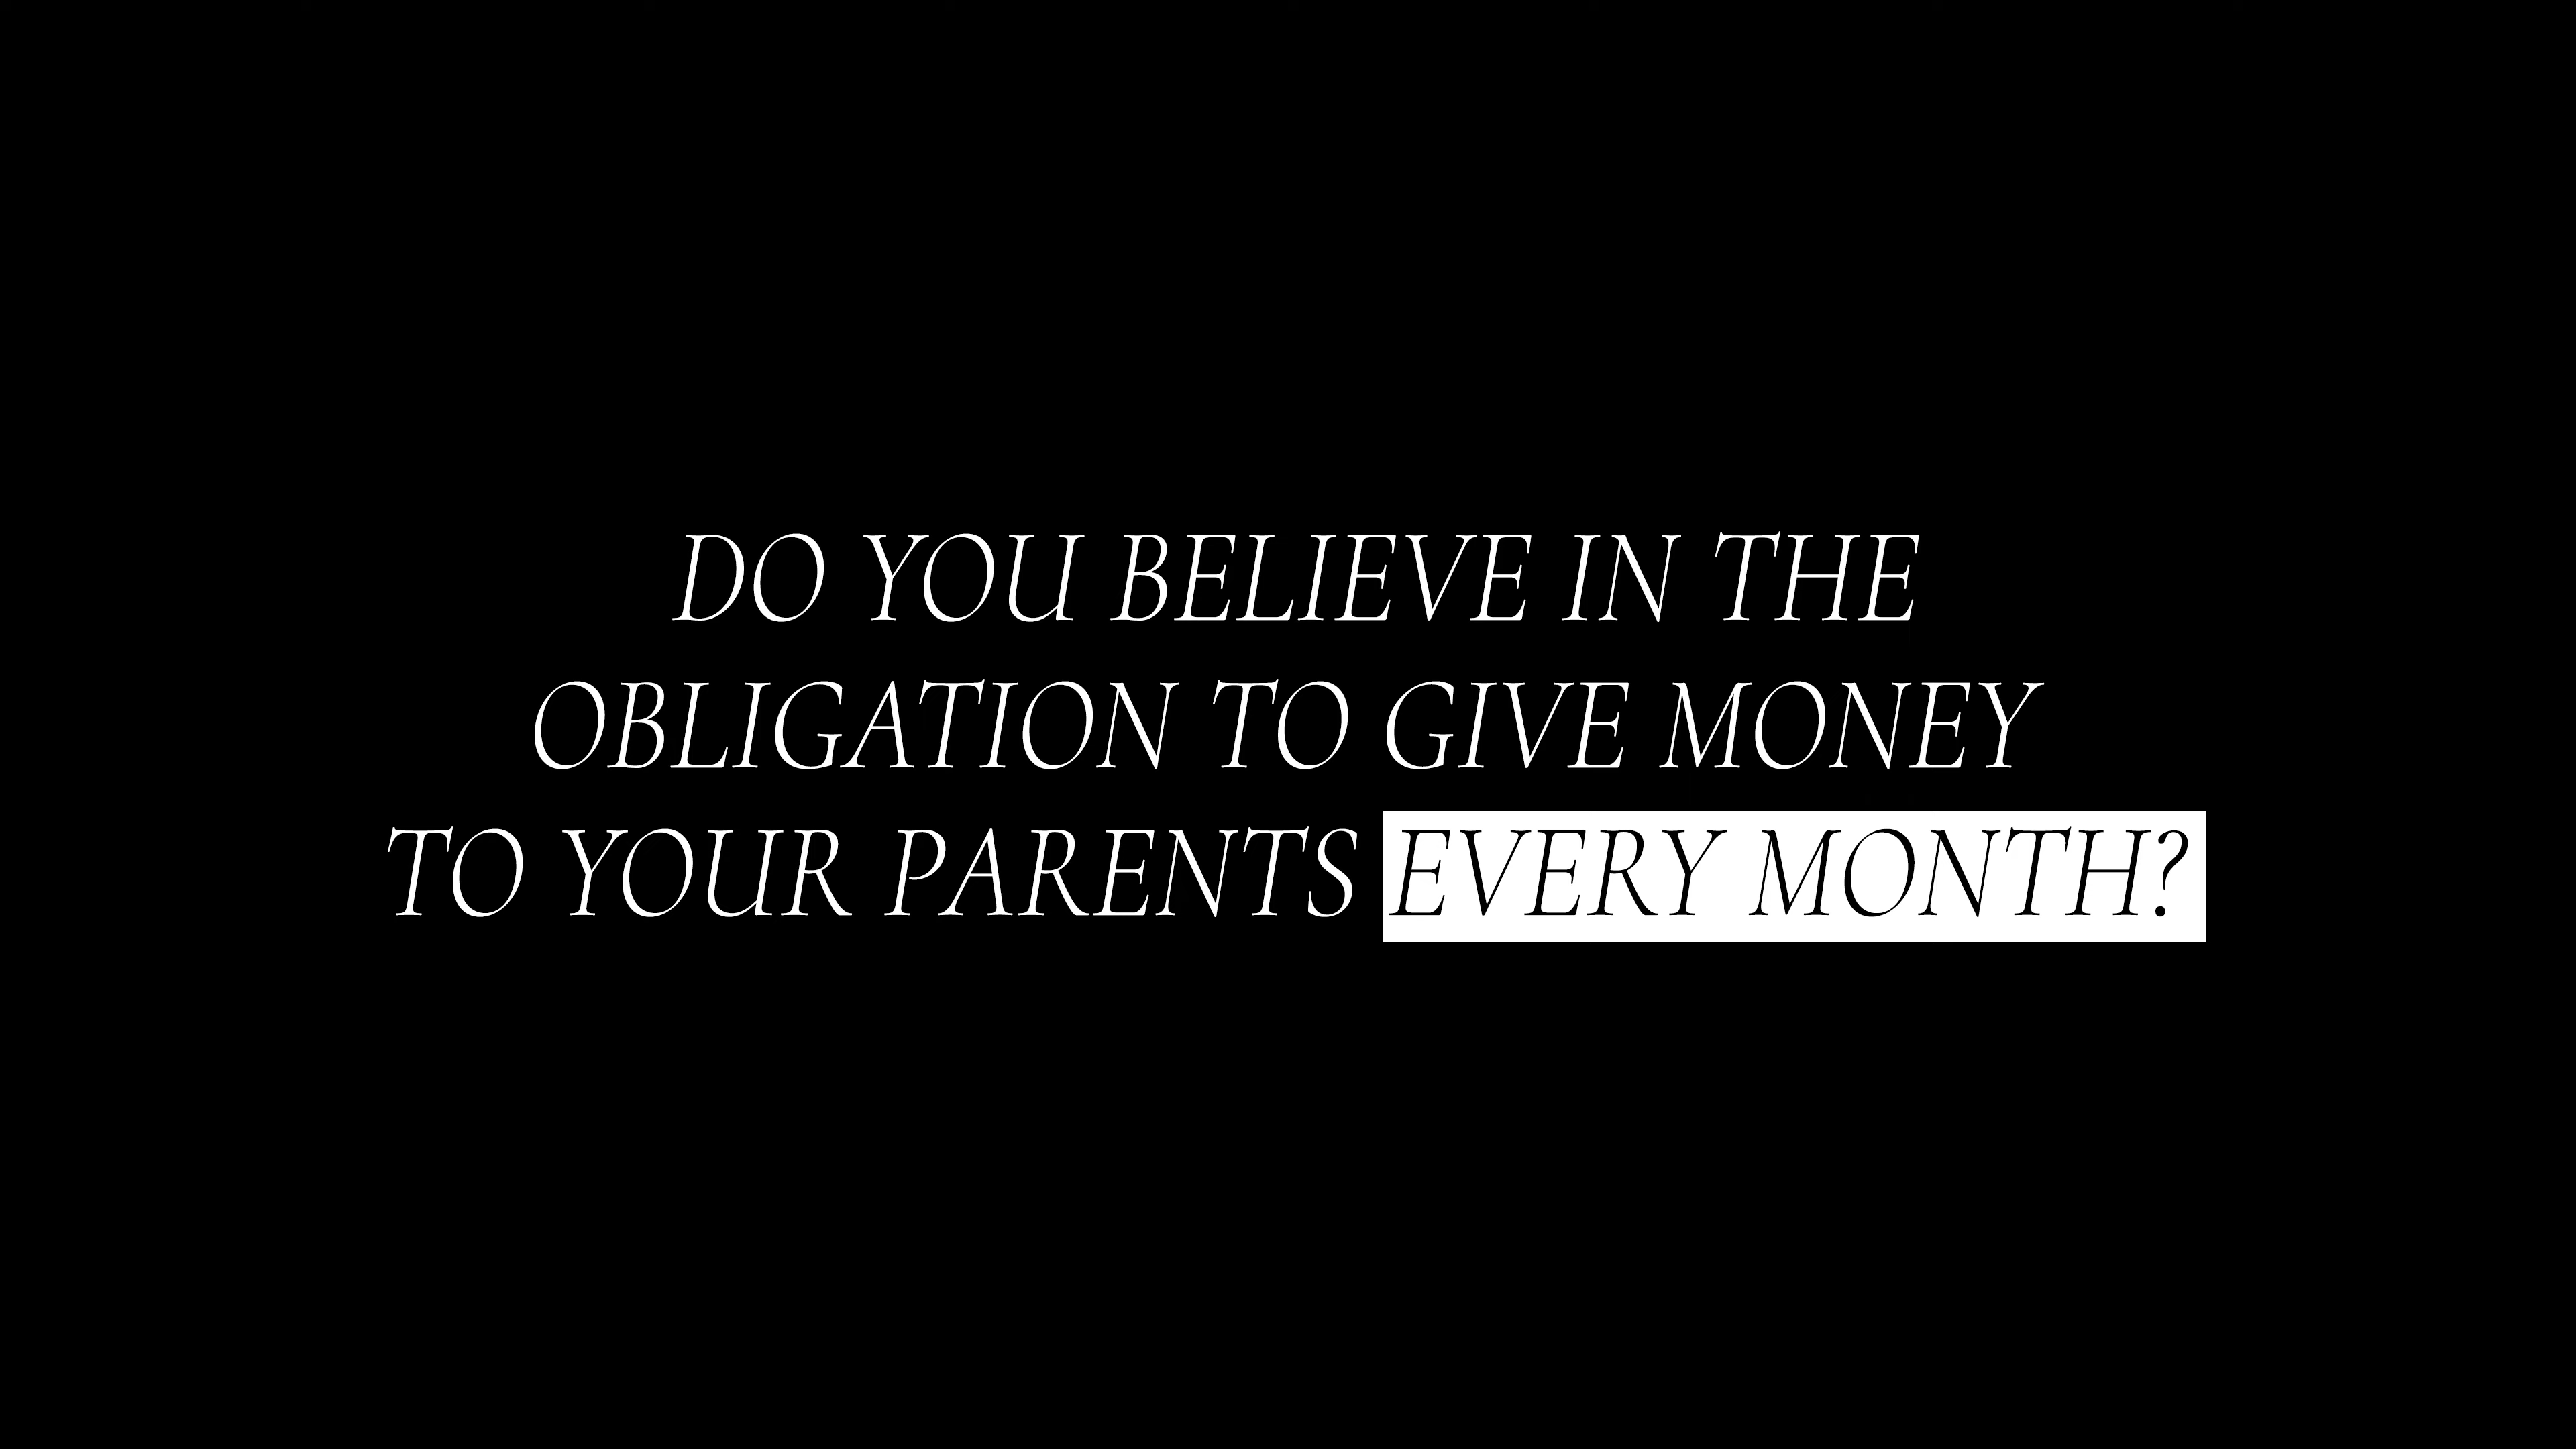 DO YOU BELIEVE IN THE
OBLIGATION TO GIVE MONEY
TO YOUR PARENTS EVERY MONTH?